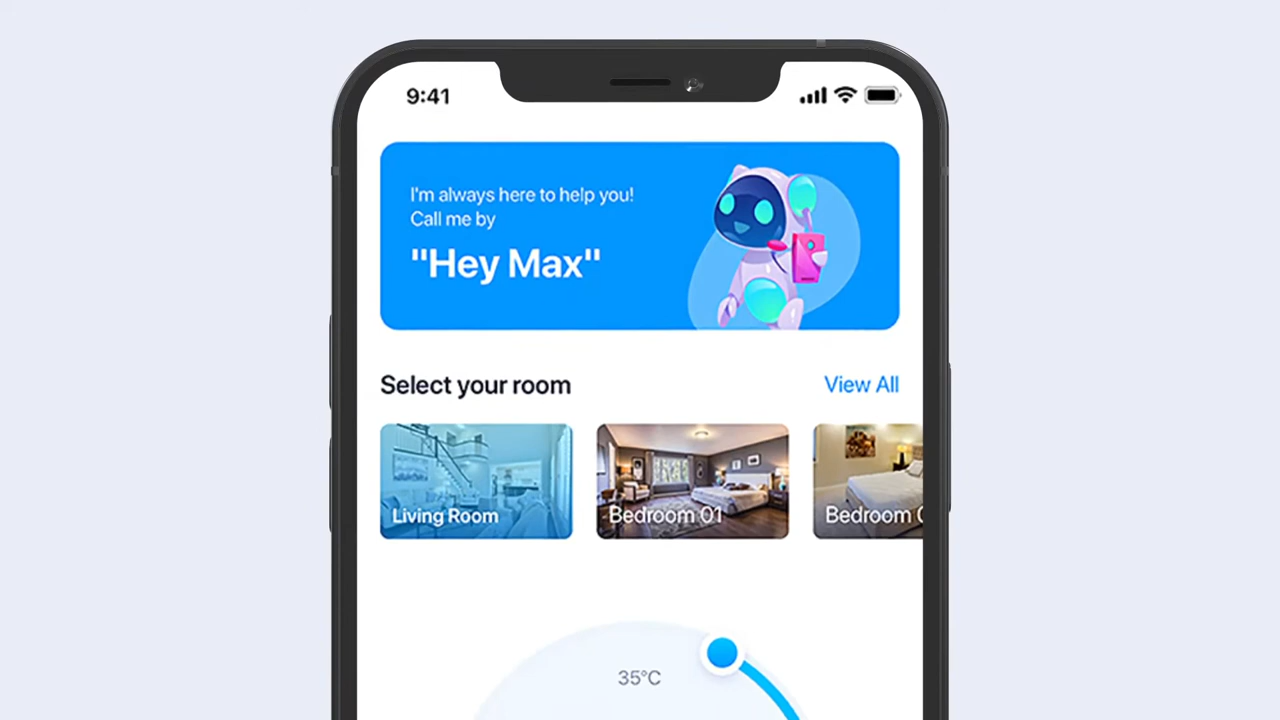 9:41
I'm always here to help you!
Call me by
"Hey Max"
Select your room
View All
Living Room
Bedroom 01
Bedroom
35°C